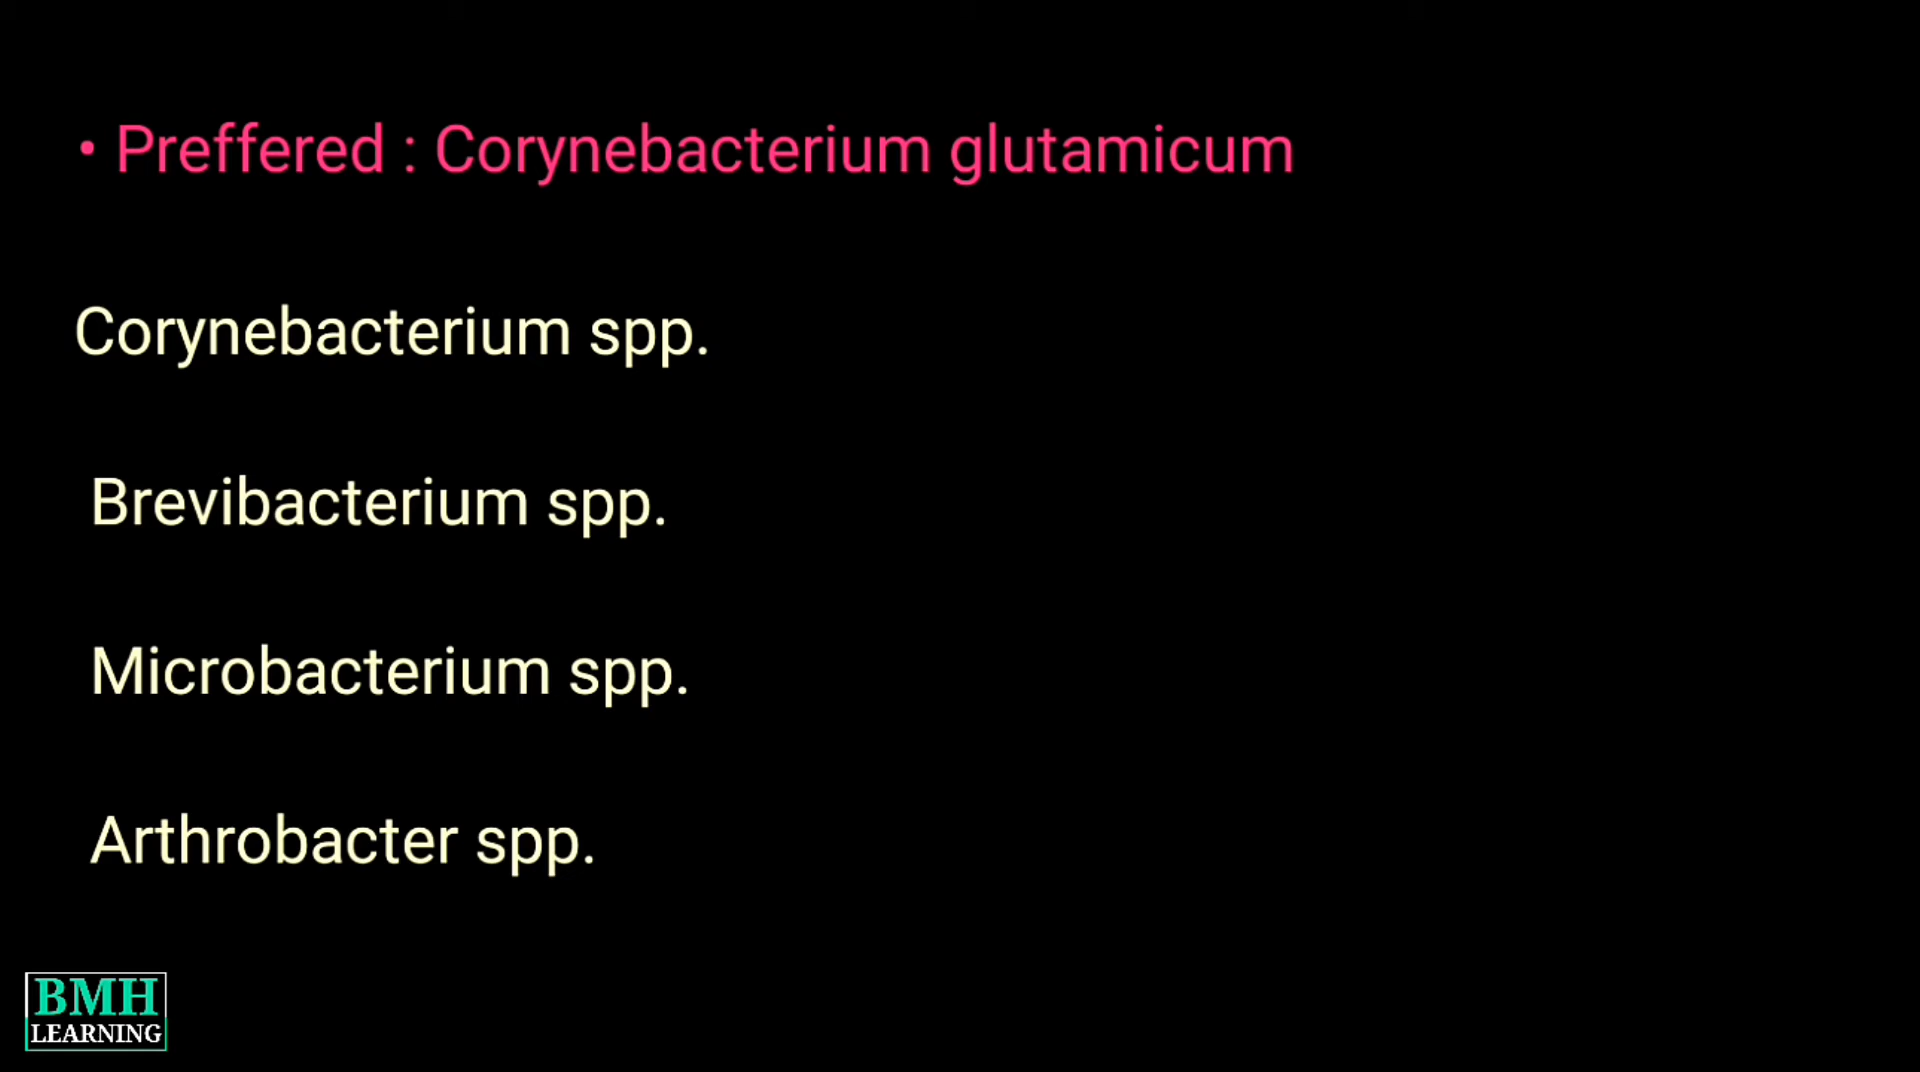 • Preffered : Corynebacterium glutamicum
Corynebacterium spp.
Brevibacterium spp.
Microbacterium spp.
Arthrobacter spp.
BMH
LEARNING